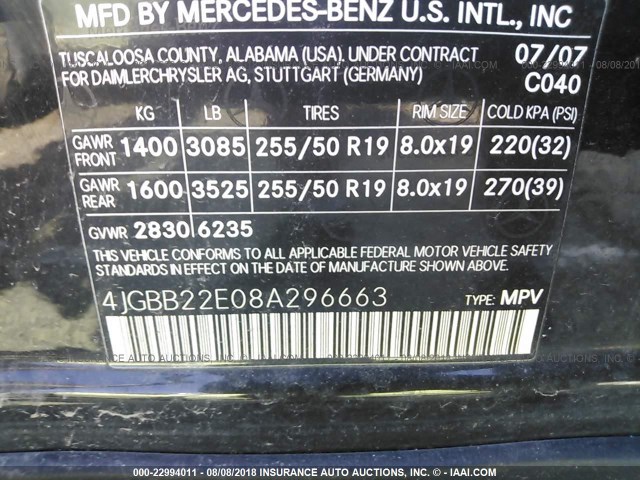 MFD BY MERCEDES-BENZ U.S. INTL., INC
TUSCALOOSA COUNTY, ALABAMA (USA), UNDER CONTRACT 07/07
FOR DAIMLERCHRYSLER AG, STUTTGART (GERMANY) C040
KG LB TIRES RIM SIZE COLD KPA (PSI)
GAWR FRONT 1400 3085 255/50 R19 8.0x19 220(32)
GAWR REAR 1600 3525 255/50 R19 8.0x19 270(39)
GVWR 2830 6235
THIS VEHICLE CONFORMS TO ALL APPLICABLE FEDERAL MOTOR VEHICLE SAFETY
STANDARDS IN EFFECT ON THE DATE OF MANUFACTURE SHOWN ABOVE.
4JGBB22E08A296663 TYPE: MPV
000-22994011 - 08/08/2018 - INSURANCE AUTO AUCTIONS, INC. - © IAAI.COM